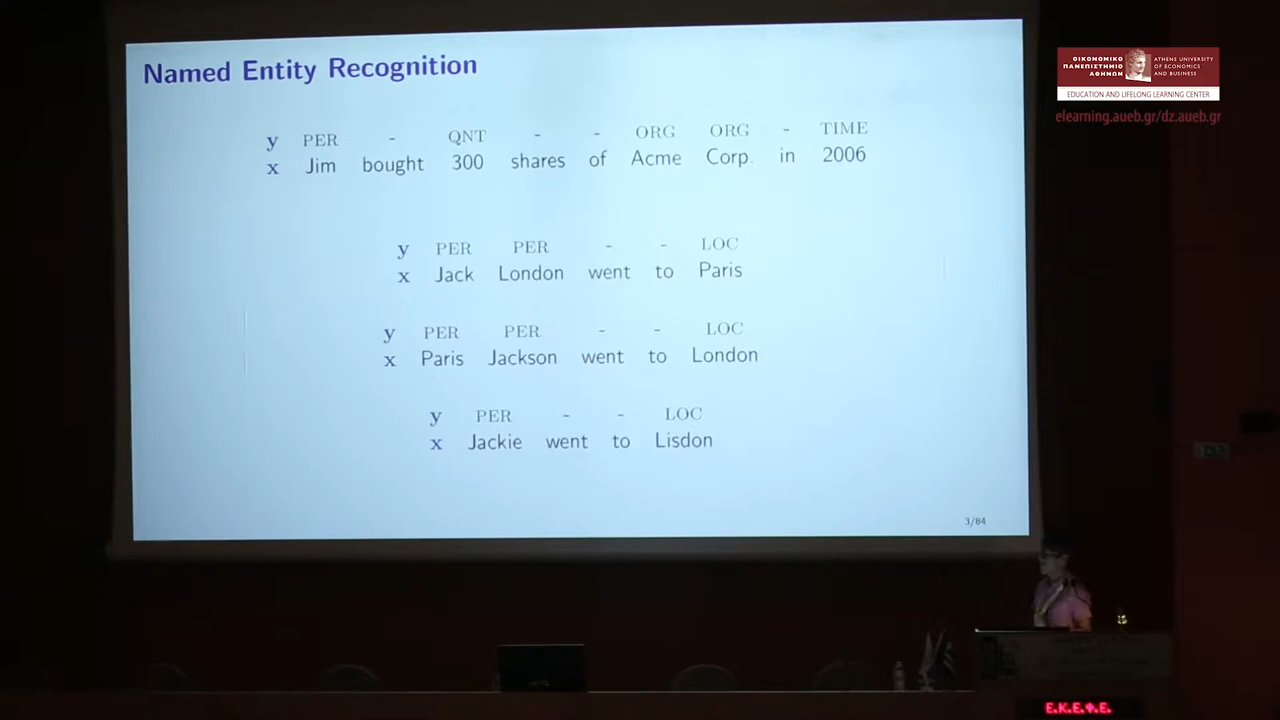 Named Entity Recognition
y PER - QNT - - ORG ORG - TIME
x Jim bought 300 shares of Acme Corp. in 2006
y PER PER - - LOC
x Jack London went to Paris
y PER PER - - LOC
x Paris Jackson went to London
y PER - - LOC
x Jackie went to Lisdon
3/84
ΟΙΚΟΝΟΜΙΚΟ
ΠΑΝΕΠΙΣΤΗΜΙΟ
ΑΘΗΝΩΝ
ATHENS UNIVERSITY
OF ECONOMICS
AND BUSINESS
EDUCATION AND LIFELONG LEARNING CENTER
elearning.aueb.gr/dz.aueb.gr
Ε.Κ.Ε.Φ.Ε.